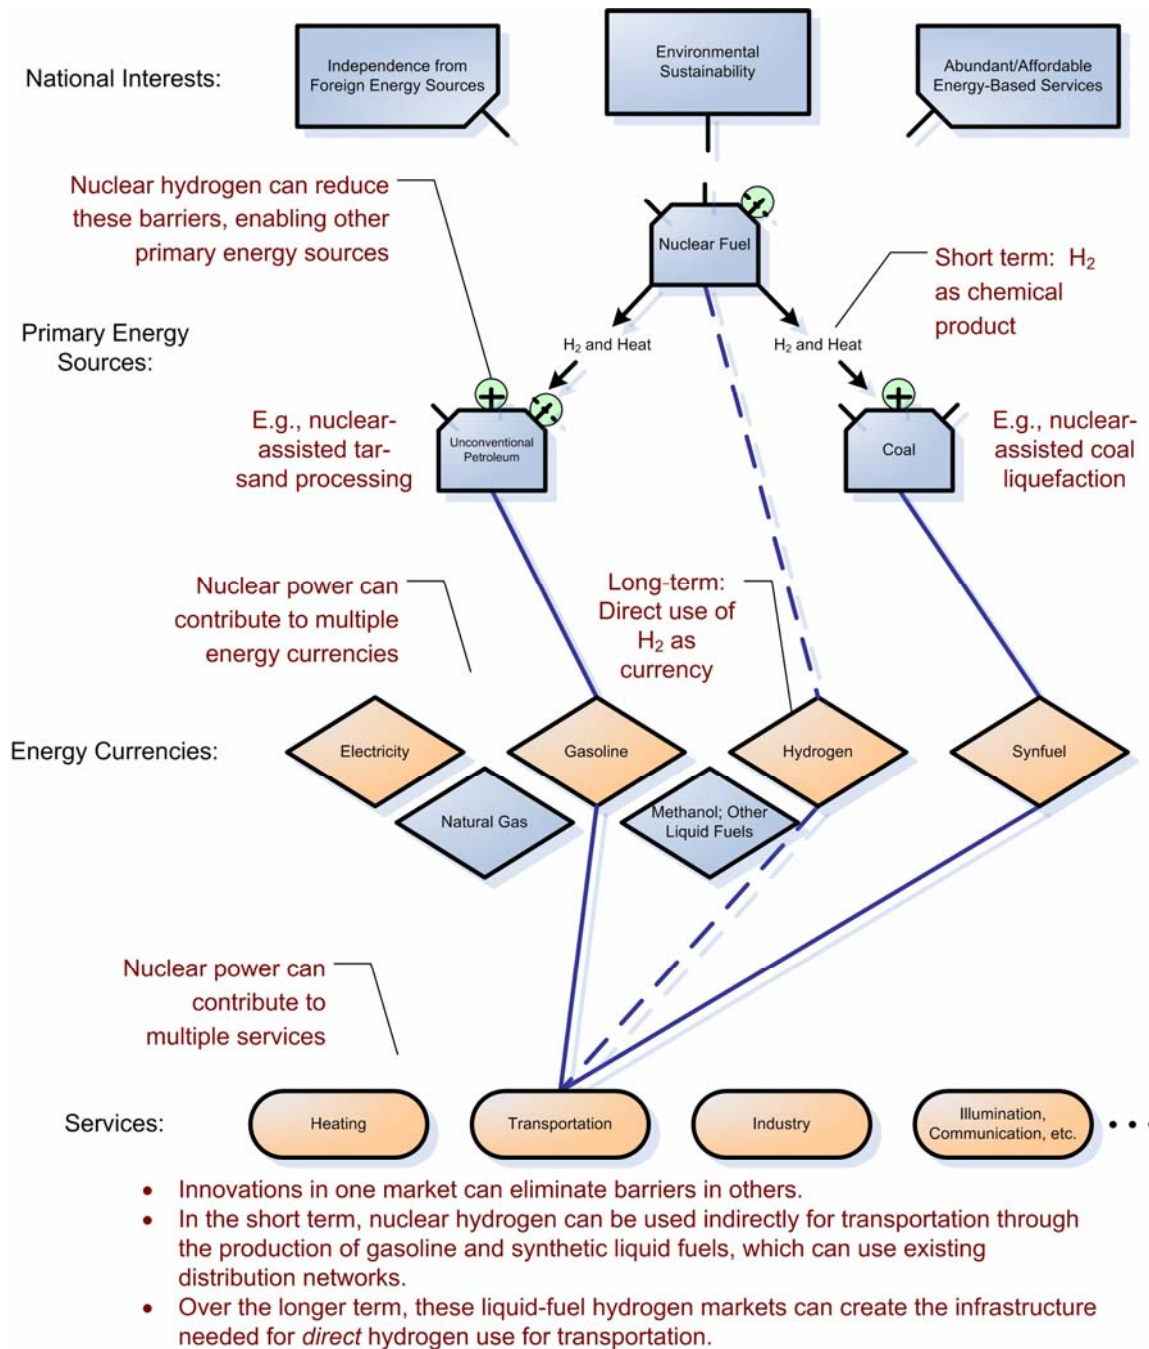 National Interests:
Independence from
Foreign Energy Sources
Environmental
Sustainability
Abundant/Affordable
Energy-Based Services
Nuclear hydrogen can reduce
these barriers, enabling other
primary energy sources
Nuclear Fuel
Short term:  H₂
as chemical
product
Primary Energy
Sources:
H₂ and Heat
H₂ and Heat
E.g., nuclear-
assisted tar-
sand processing
Unconventional
Petroleum
Coal
E.g., nuclear-
assisted coal
liquefaction
Nuclear power can
contribute to multiple
energy currencies
Long-term:
Direct use of
H₂ as
currency
Energy Currencies:
Electricity
Gasoline
Hydrogen
Synfuel
Natural Gas
Methanol; Other
Liquid Fuels
Nuclear power can
contribute to
multiple services
Services:
Heating
Transportation
Industry
Illumination,
Communication, etc.
• • •
• Innovations in one market can eliminate barriers in others.
• In the short term, nuclear hydrogen can be used indirectly for transportation through
the production of gasoline and synthetic liquid fuels, which can use existing
distribution networks.
• Over the longer term, these liquid-fuel hydrogen markets can create the infrastructure
needed for direct hydrogen use for transportation.